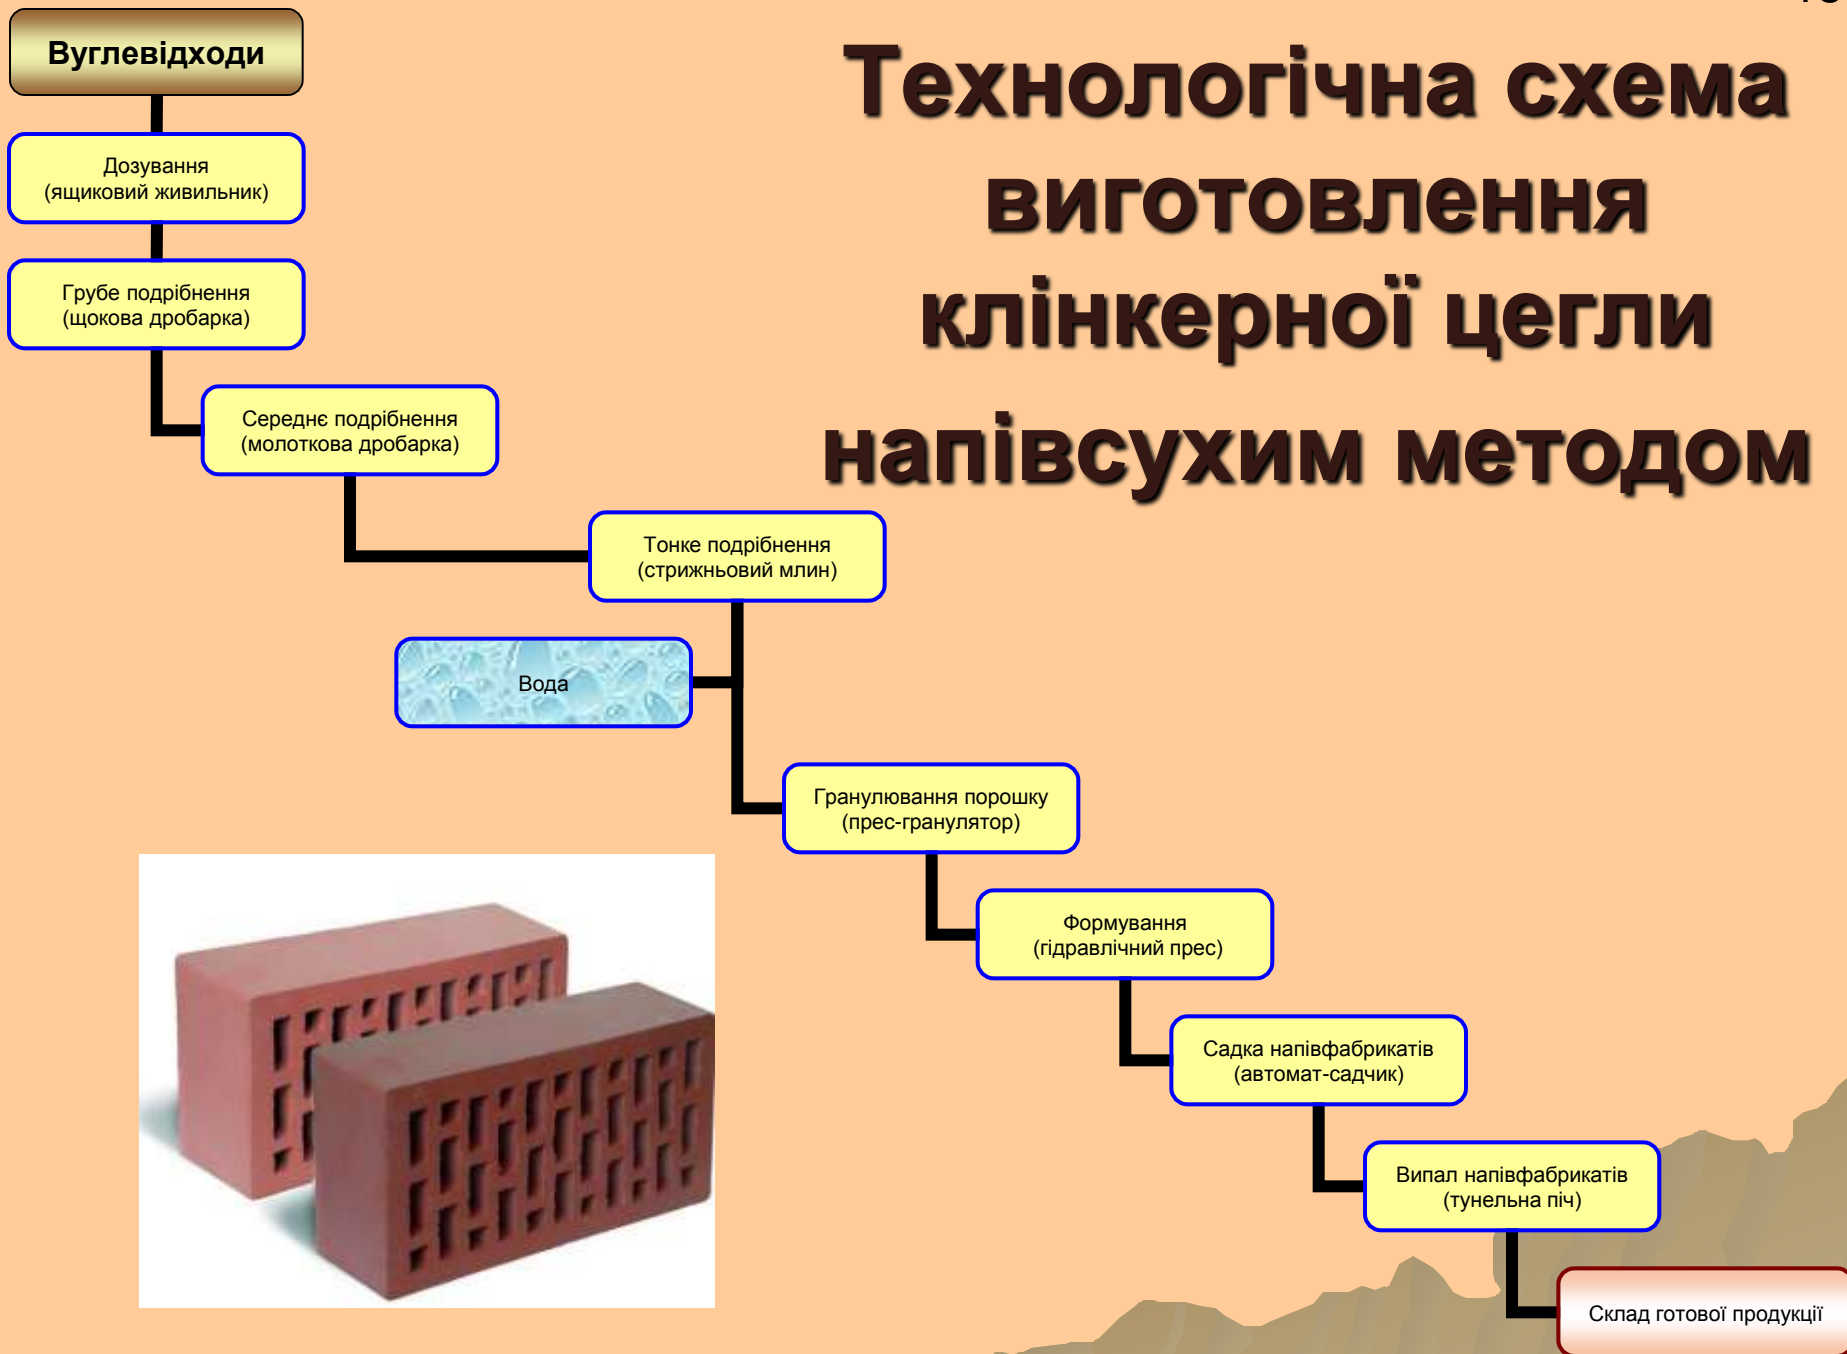 Вуглевідходи
Технологічна схема
виготовлення
клінкерної цегли
напівсухим методом
Дозування
(ящиковий живильник)
Грубе подрібнення
(щокова дробарка)
Середнє подрібнення
(молоткова дробарка)
Тонке подрібнення
(стрижньовий млин)
Вода
Гранулювання порошку
(прес-гранулятор)
Формування
(гідравлічний прес)
Садка напівфабрикатів
(автомат-садчик)
Випал напівфабрикатів
(тунельна піч)
Склад готової продукції